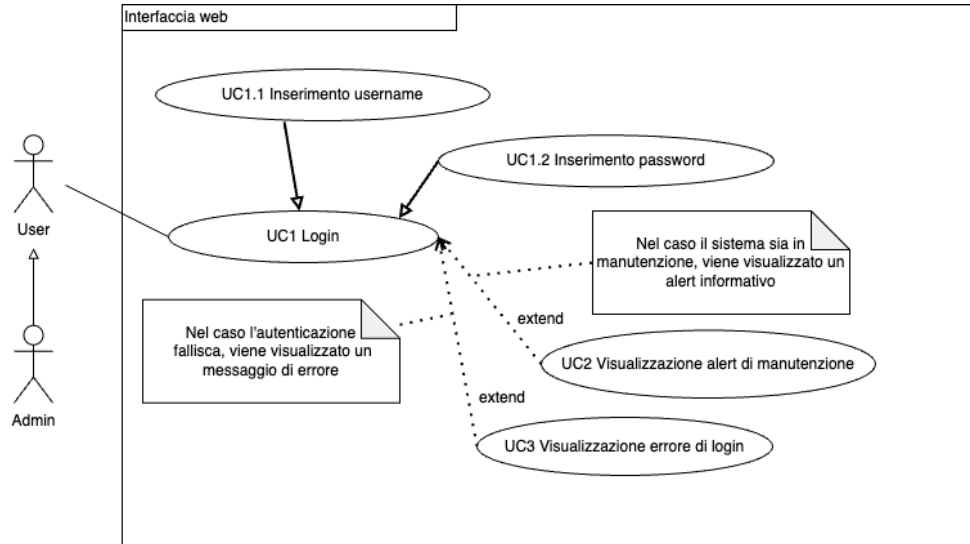 Interfaccia web
UC1.1 Inserimento username
UC1.2 Inserimento password
User
UC1 Login
Nel caso il sistema sia in
manutenzione, viene visualizzato un
alert informativo
Nel caso l'autenticazione
fallisca, viene visualizzato un
messaggio di errore
extend
UC2 Visualizzazione alert di manutenzione
extend
Admin
UC3 Visualizzazione errore di login